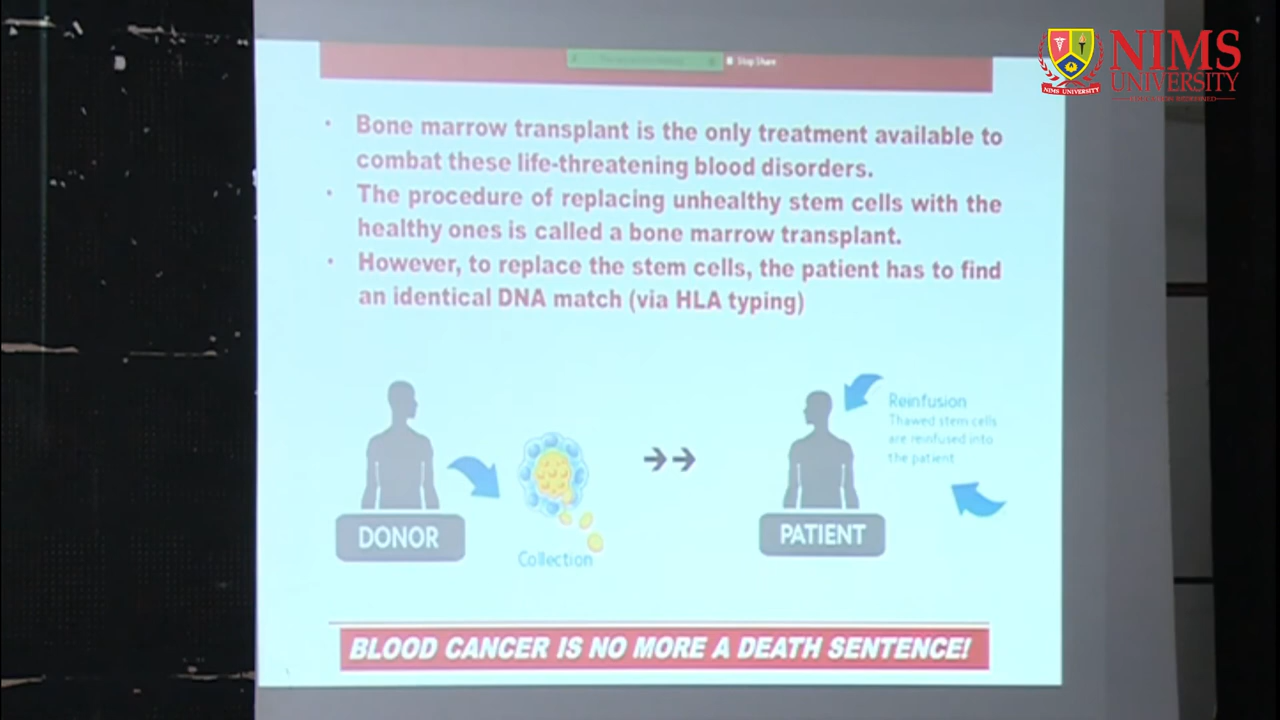 Stop Share
NIMS
UNIVERSITY
NIMS UNIVERSITY
Bone marrow transplant is the only treatment available to
combat these life-threatening blood disorders.
The procedure of replacing unhealthy stem cells with the
healthy ones is called a bone marrow transplant.
However, to replace the stem cells, the patient has to find
an identical DNA match (via HLA typing)
Reinfusion
Thawed stem cells
are reinfused into
the patient
DONOR
Collection
PATIENT
BLOOD CANCER IS NO MORE A DEATH SENTENCE!